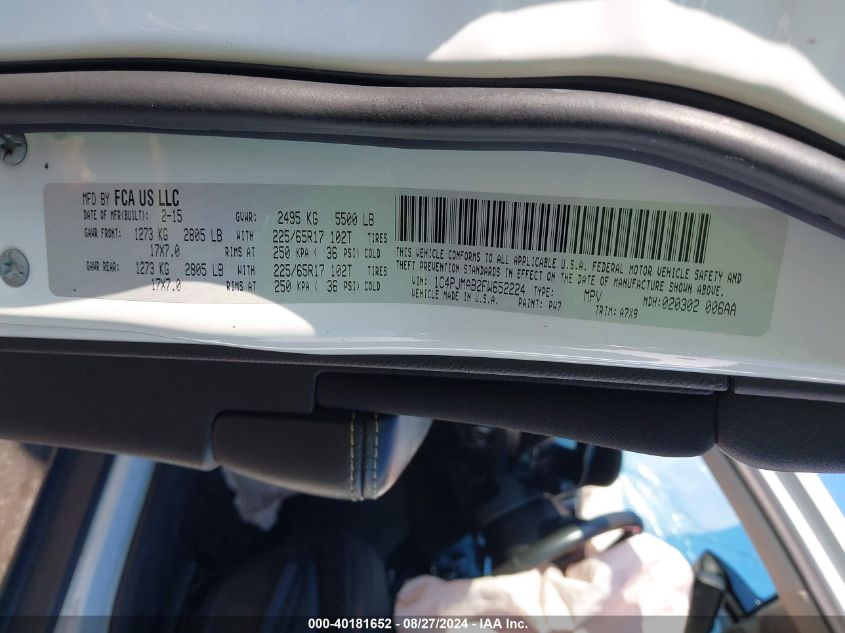 MFD BY FCA US LLC
DATE OF MFR(BUILT): 2-15 GVWR: 2495 KG 5500 LB
GAWR FRONT: 1273 KG 2805 LB WITH 225/65R17 102T TIRES
17X7.0 RIMS AT 250 KPA ( 36 PSI) COLD
GAWR REAR: 1273 KG 2805 LB WITH 225/65R17 102T TIRES
17X7.0 RIMS AT 250 KPA ( 36 PSI) COLD
THIS VEHICLE CONFORMS TO ALL APPLICABLE U.S.A. FEDERAL MOTOR VEHICLE SAFETY AND
THEFT PREVENTION STANDARDS IN EFFECT ON THE DATE OF MANUFACTURE SHOWN ABOVE.
VIN: 1C4PJMAB2FW652224 TYPE: MPV MDH:020302 006AA
VEHICLE MADE IN U.S.A. PAINT: PW7 TRIM: A7X9
000-40181652 / 08/27/2024 - IAA Inc.